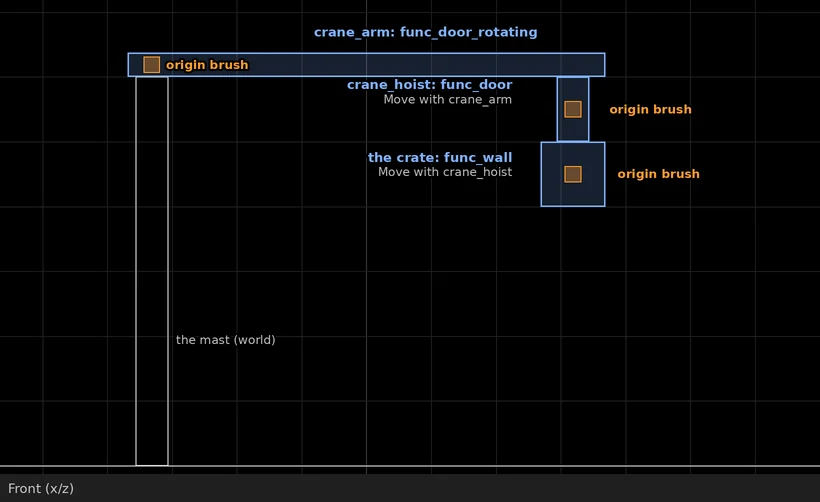 crane_arm: func_door_rotating
origin brush
crane_hoist: func_door
Move with crane_arm
origin brush
the crate: func_wall
Move with crane_hoist
origin brush
the mast (world)
Front (x/z)